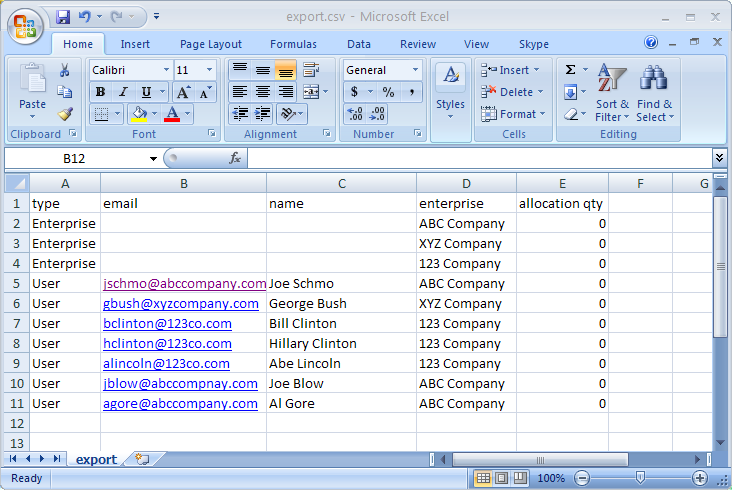 export.csv - Microsoft Excel
Home Insert Page Layout Formulas Data Review View Skype
Calibri 11 General Insert Σ
Paste B I U A A $ % , Styles Delete Sort & Filter Find & Select
A .00 .00 Format
Clipboard Font Alignment Number Cells Editing
B12 fx
A B C D E F G
1 type email name enterprise allocation qty
2 Enterprise ABC Company 0
3 Enterprise XYZ Company 0
4 Enterprise 123 Company 0
5 User jschmo@abccompany.com Joe Schmo ABC Company 0
6 User gbush@xyzcompany.com George Bush XYZ Company 0
7 User bclinton@123co.com Bill Clinton 123 Company 0
8 User hclinton@123co.com Hillary Clinton 123 Company 0
9 User alincoln@123co.com Abe Lincoln 123 Company 0
10 User jblow@abccompnay.com Joe Blow ABC Company 0
11 User agore@abccompany.com Al Gore ABC Company 0
12
13
export
Ready 100%